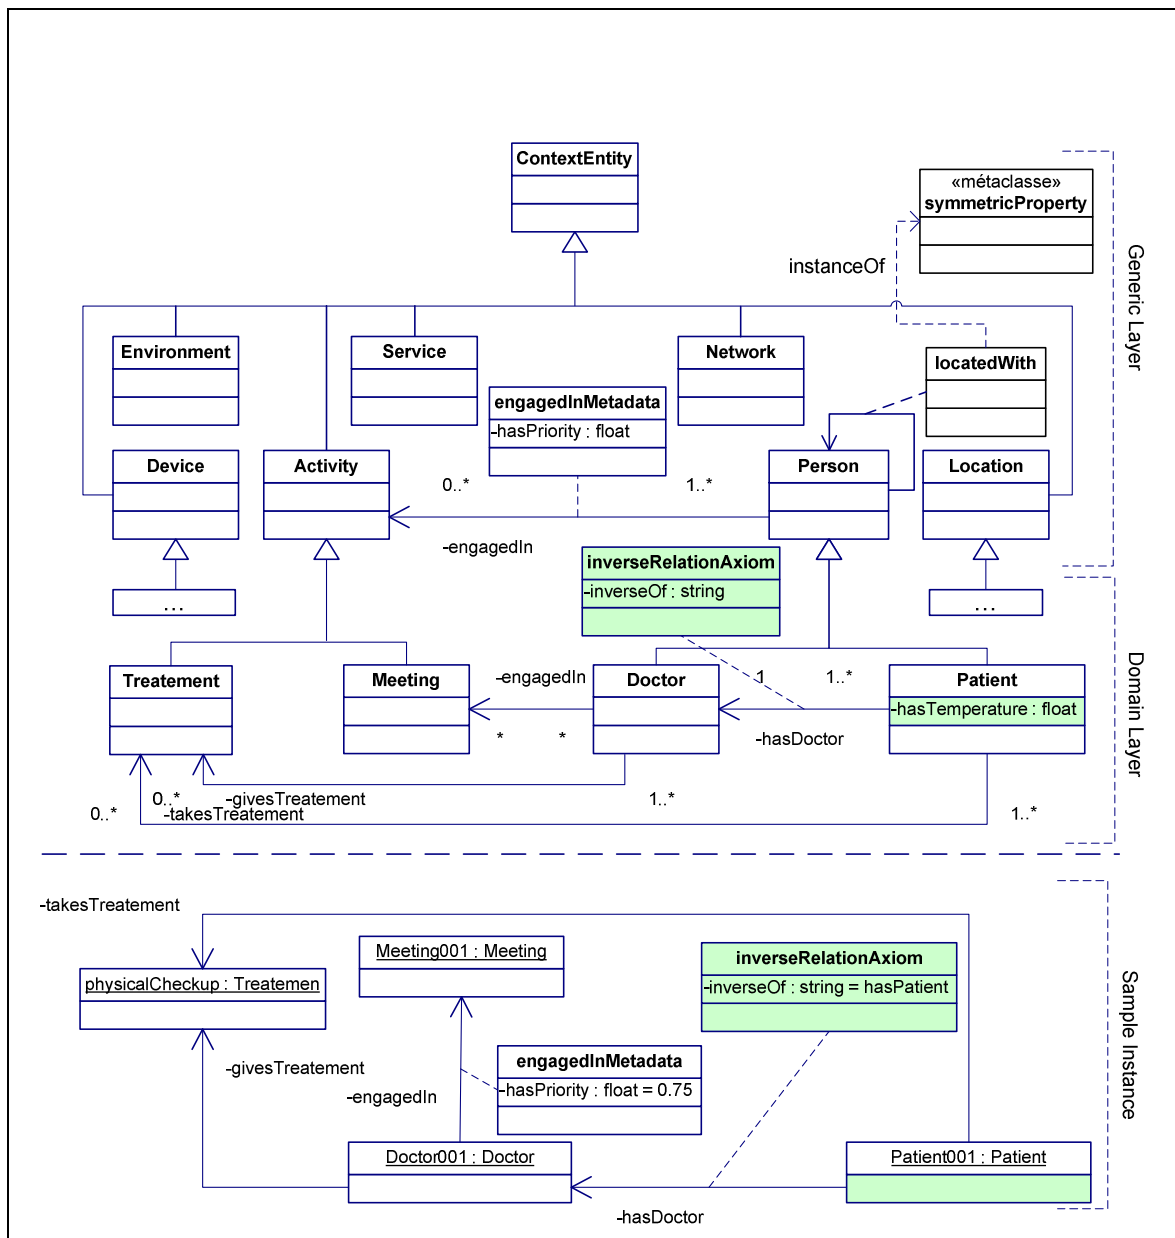 ContextEntity
«métaclasse»
symmetricProperty
instanceOf
Generic Layer
Environment
Service
Network
locatedWith
engagedInMetadata
-hasPriority : float
Device
Activity
Person
Location
0..*
1..*
-engagedIn
inverseRelationAxiom
-inverseOf : string
...
...
Domain Layer
Treatement
Meeting
-engagedIn
Doctor
1
1..*
Patient
-hasTemperature : float
*
*
-hasDoctor
0..*
0..*
-givesTreatement
1..*
-takesTreatement
1..*
-takesTreatement
Meeting001 : Meeting
inverseRelationAxiom
-inverseOf : string = hasPatient
physicalCheckup : Treatemen
Sample Instance
-givesTreatement
engagedInMetadata
-hasPriority : float = 0.75
-engagedIn
Doctor001 : Doctor
Patient001 : Patient
-hasDoctor